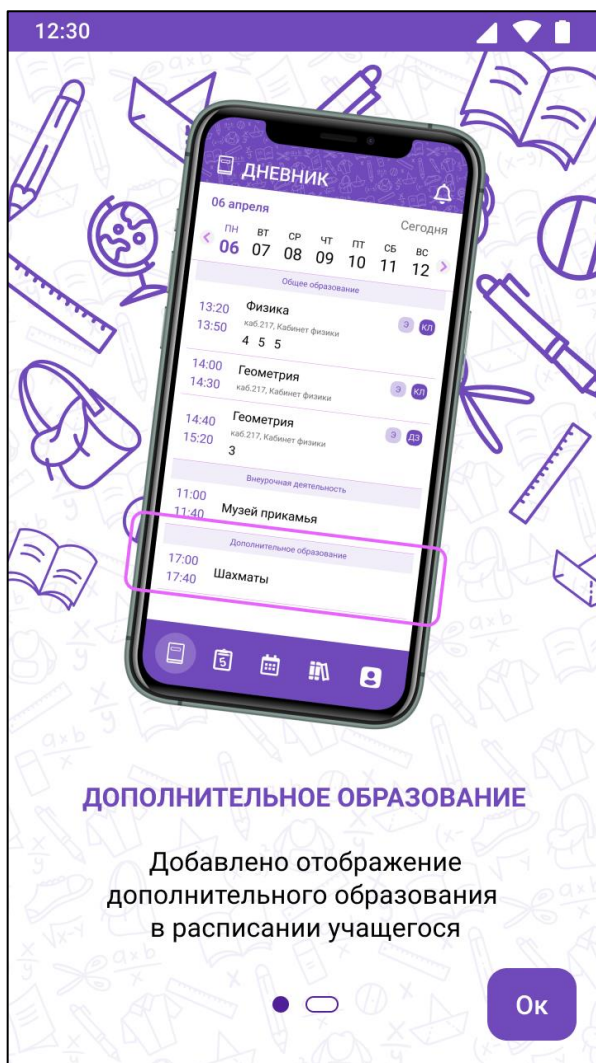 12:30
ДНЕВНИК
06 апреля
Сегодня
ПН ВТ СР ЧТ ПТ СБ ВС
06 07 08 09 10 11 12
Общее образование
13:20 Физика Э КЛ
13:50 каб.217, Кабинет физики
4 5 5
14:00 Геометрия Э КЛ
14:30 каб.217, Кабинет физики
14:40 Геометрия Э ДЗ
15:20 каб.217, Кабинет физики
3
Внеурочная деятельность
11:00
11:40 Музей прикамья
Дополнительное образование
17:00
17:40 Шахматы
5
ДОПОЛНИТЕЛЬНОЕ ОБРАЗОВАНИЕ
Добавлено отображение
дополнительного образования
в расписании учащегося
Ок